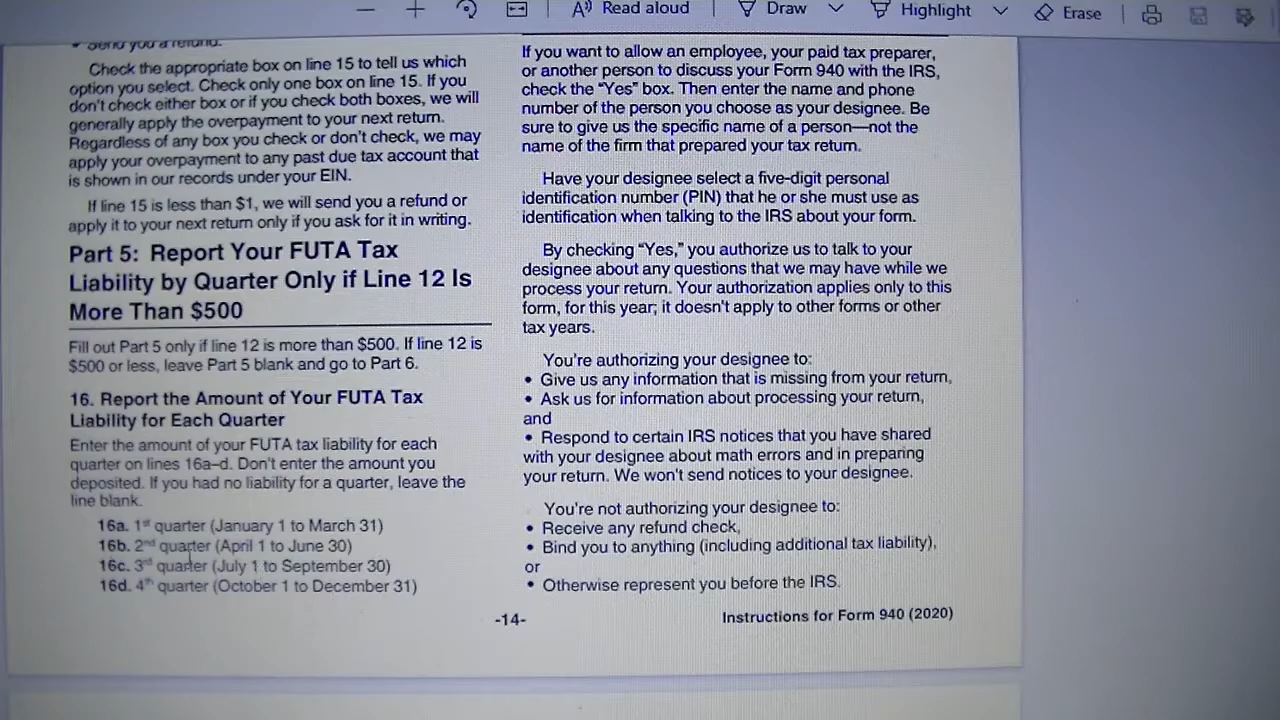 Read aloud
Draw
Highlight
Erase
• Send you a refund.
Check the appropriate box on line 15 to tell us which
option you select. Check only one box on line 15. If you
don't check either box or if you check both boxes, we will
generally apply the overpayment to your next return.
Regardless of any box you check or don't check, we may
apply your overpayment to any past due tax account that
is shown in our records under your EIN.
If line 15 is less than $1, we will send you a refund or
apply it to your next return only if you ask for it in writing.
Part 5: Report Your FUTA Tax
Liability by Quarter Only if Line 12 Is
More Than $500
Fill out Part 5 only if line 12 is more than $500. If line 12 is
$500 or less, leave Part 5 blank and go to Part 6.
16. Report the Amount of Your FUTA Tax
Liability for Each Quarter
Enter the amount of your FUTA tax liability for each
quarter on lines 16a–d. Don't enter the amount you
deposited. If you had no liability for a quarter, leave the
line blank.
16a. 1st quarter (January 1 to March 31)
16b. 2nd quarter (April 1 to June 30)
16c. 3rd quarter (July 1 to September 30)
16d. 4th quarter (October 1 to December 31)
If you want to allow an employee, your paid tax preparer,
or another person to discuss your Form 940 with the IRS,
check the "Yes" box. Then enter the name and phone
number of the person you choose as your designee. Be
sure to give us the specific name of a person—not the
name of the firm that prepared your tax return.
Have your designee select a five-digit personal
identification number (PIN) that he or she must use as
identification when talking to the IRS about your form.
By checking "Yes," you authorize us to talk to your
designee about any questions that we may have while we
process your return. Your authorization applies only to this
form, for this year; it doesn't apply to other forms or other
tax years.
You're authorizing your designee to:
• Give us any information that is missing from your return,
• Ask us for information about processing your return,
and
• Respond to certain IRS notices that you have shared
with your designee about math errors and in preparing
your return. We won't send notices to your designee.
You're not authorizing your designee to:
• Receive any refund check,
• Bind you to anything (including additional tax liability),
or
• Otherwise represent you before the IRS.
-14-
Instructions for Form 940 (2020)